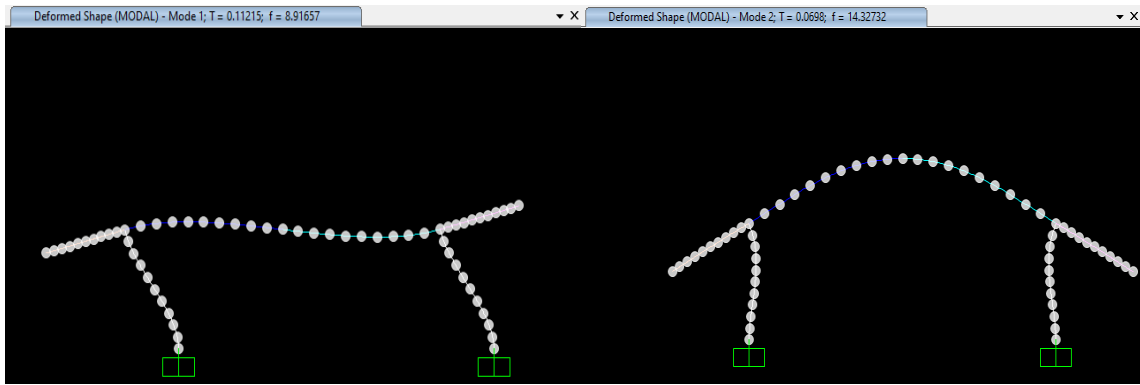 Deformed Shape (MODAL) - Mode 1; T = 0.11215; f = 8.91657
Deformed Shape (MODAL) - Mode 2; T = 0.0698; f = 14.32732